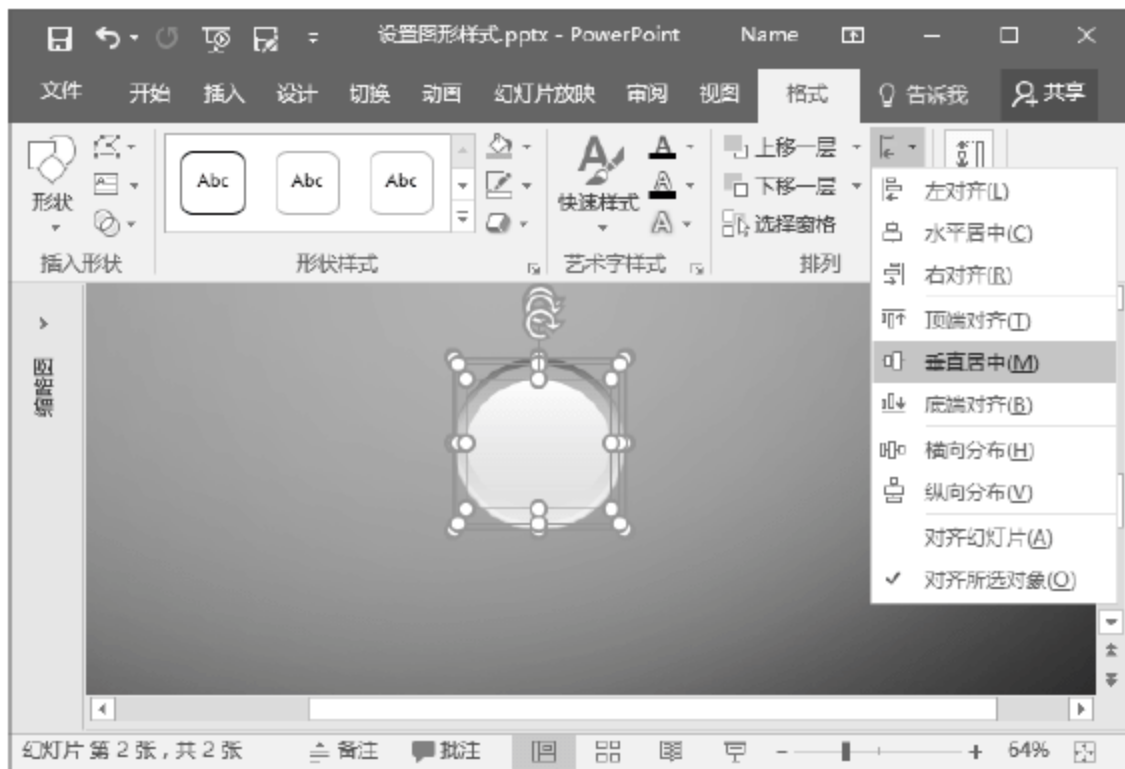 设置图形样式.pptx - PowerPoint Name
文件 开始 插入 设计 切换 动画 幻灯片放映 审阅 视图 格式 告诉我 共享
形状
Abc Abc Abc
快速样式
上移一层
下移一层
选择窗格
插入形状 形状样式 艺术字样式 排列
左对齐(L)
水平居中(C)
右对齐(R)
顶端对齐(T)
垂直居中(M)
底端对齐(B)
横向分布(H)
纵向分布(V)
对齐幻灯片(A)
对齐所选对象(O)
缩略图
幻灯片 第 2 张，共 2 张 备注 批注 64%